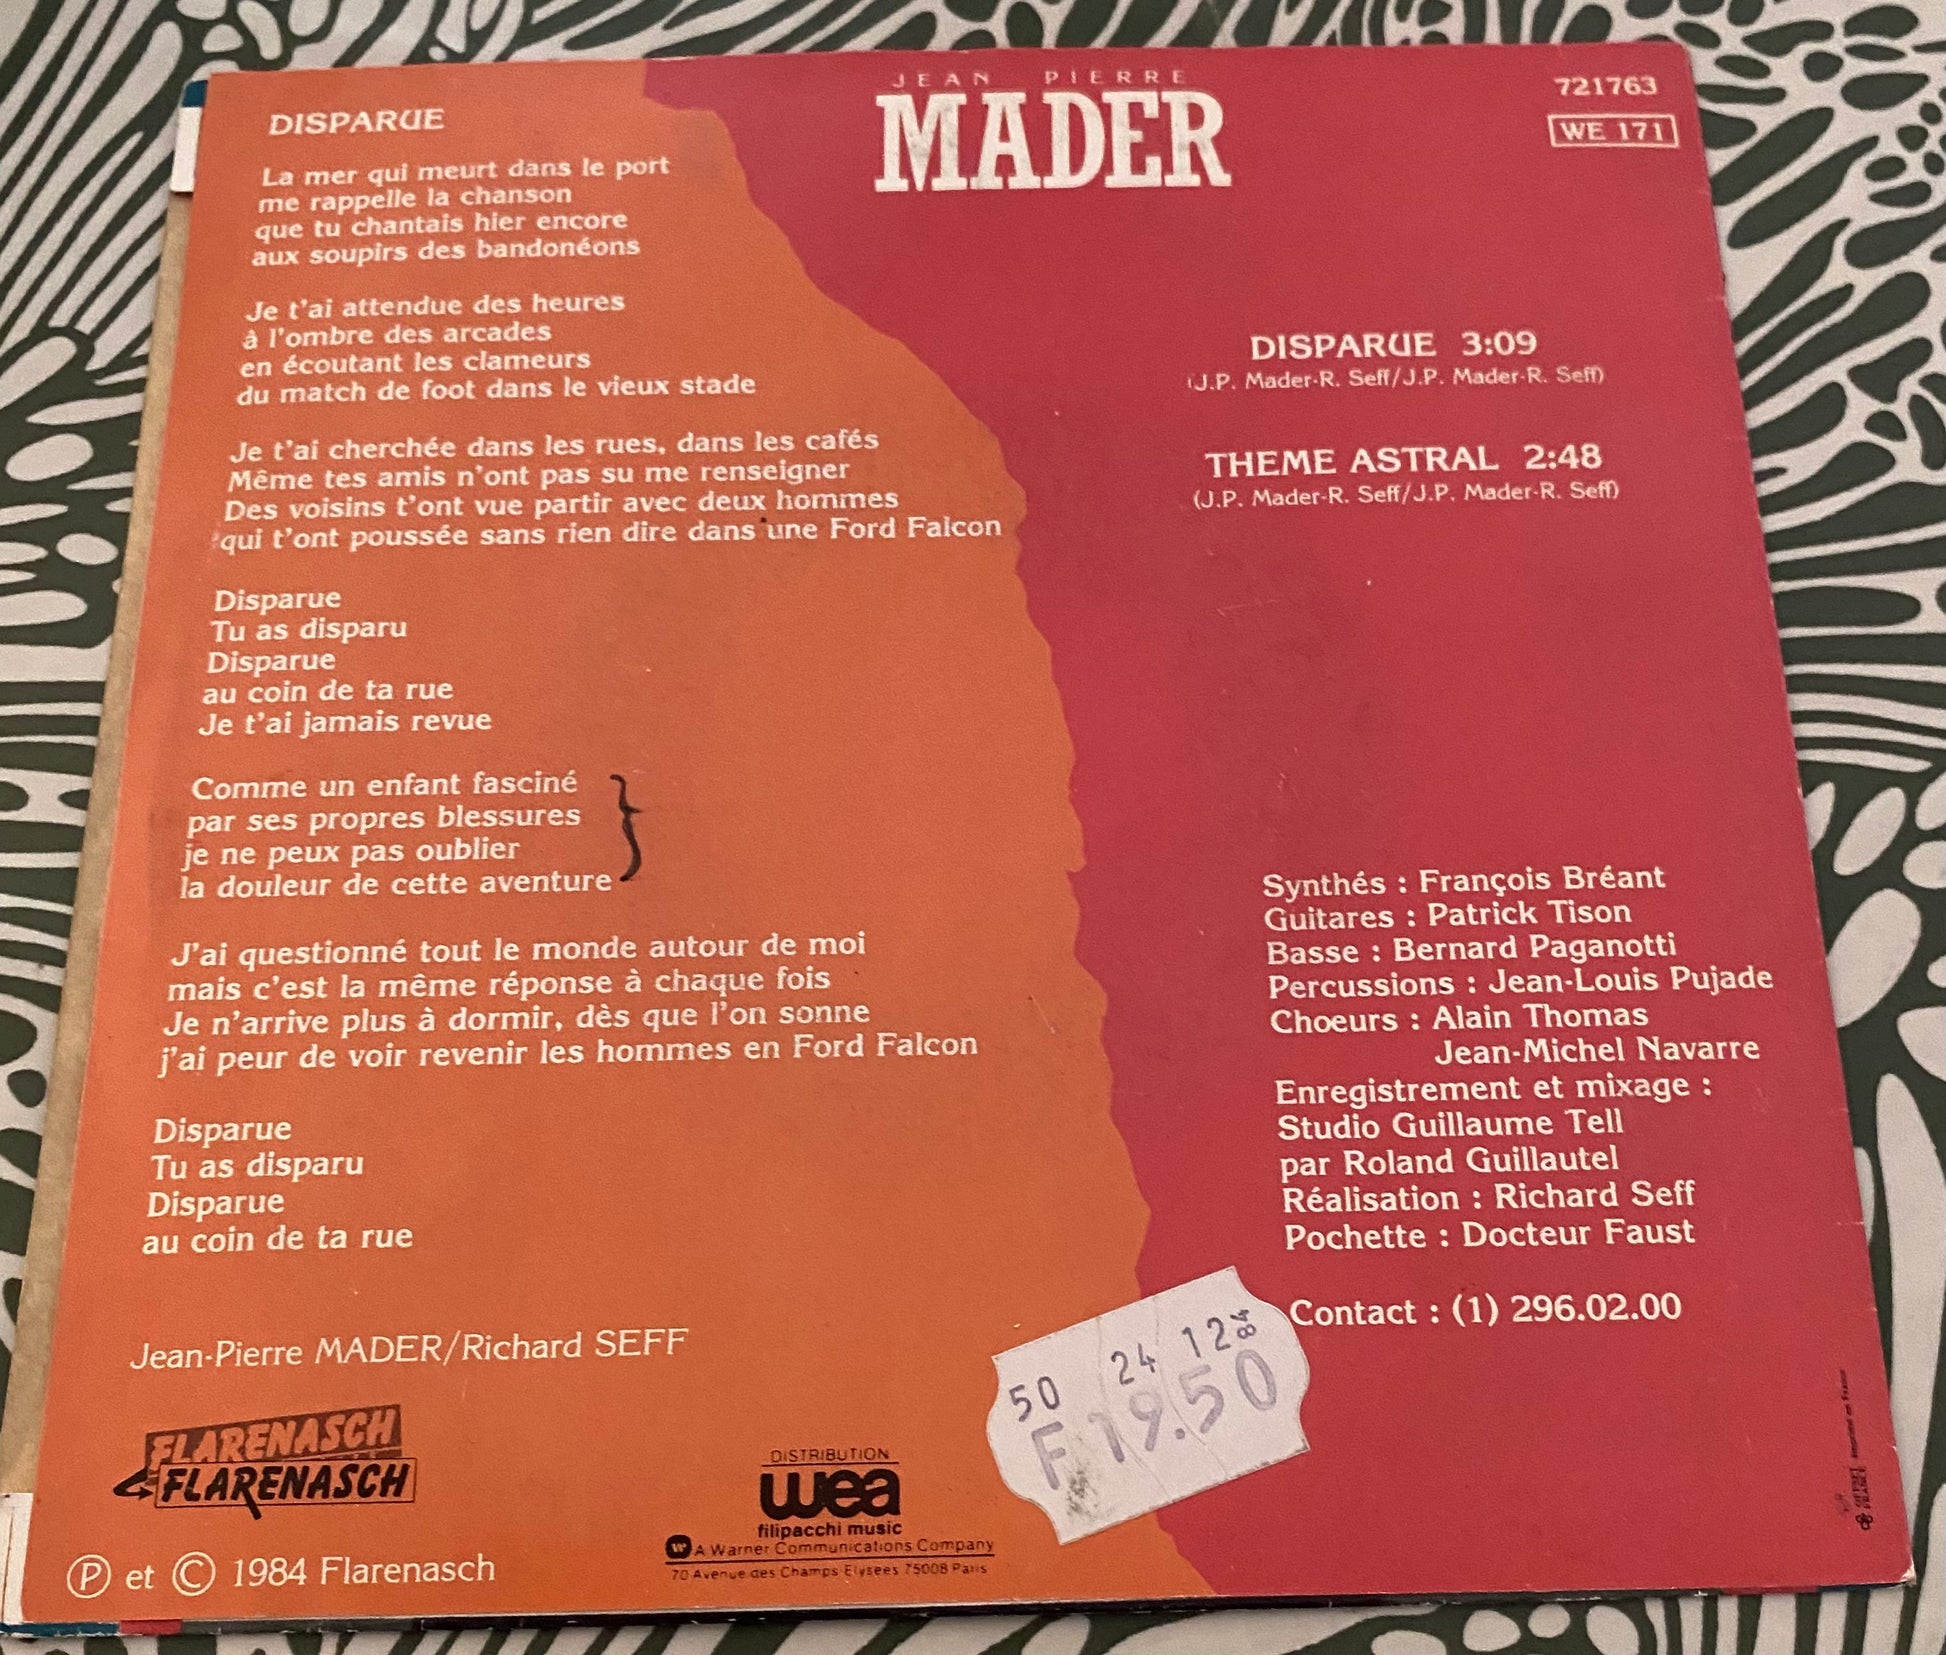 JEAN PIERRE
MADER
721763
WE 171
DISPARUE
La mer qui meurt dans le port
me rappelle la chanson
que tu chantais hier encore
aux soupirs des bandonéons
Je t'ai attendue des heures
à l'ombre des arcades
en écoutant les clameurs
du match de foot dans le vieux stade
Je t'ai cherchée dans les rues, dans les cafés
Même tes amis n'ont pas su me renseigner
Des voisins t'ont vue partir avec deux hommes
qui t'ont poussée sans rien dire dans une Ford Falcon
Disparue
Tu as disparu
Disparue
au coin de ta rue
Je t'ai jamais revue
Comme un enfant fasciné
par ses propres blessures
je ne peux pas oublier
la douleur de cette aventure
J'ai questionné tout le monde autour de moi
mais c'est la même réponse à chaque fois
Je n'arrive plus à dormir, dès que l'on sonne
j'ai peur de voir revenir les hommes en Ford Falcon
Disparue
Tu as disparu
Disparue
au coin de ta rue
Jean-Pierre MADER/Richard SEFF
FLARENASCH
FLARENASCH
Ⓟ et © 1984 Flarenasch
DISTRIBUTION
wea
filipacchi music
A Warner Communications Company
70 Avenue des Champs Elysees 75008 Paris
DISPARUE 3:09
(J.P. Mader-R. Seff/J.P. Mader-R. Seff)
THEME ASTRAL 2:48
(J.P. Mader-R. Seff/J.P. Mader-R. Seff)
Synthés : François Bréant
Guitares : Patrick Tison
Basse : Bernard Paganotti
Percussions : Jean-Louis Pujade
Choeurs : Alain Thomas
Jean-Michel Navarre
Enregistrement et mixage :
Studio Guillaume Tell
par Roland Guillautel
Réalisation : Richard Seff
Pochette : Docteur Faust
Contact : (1) 296.02.00
50 24 12 84
F 19.50
Imprimé en France